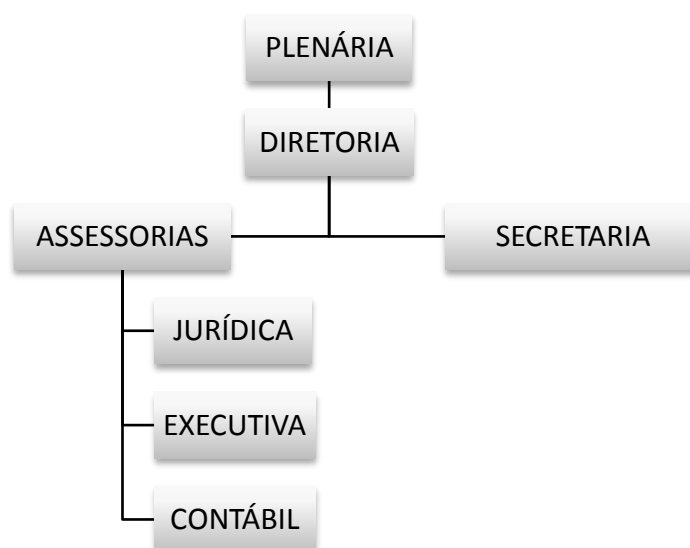 PLENÁRIA
DIRETORIA
ASSESSORIAS
SECRETARIA
JURÍDICA
EXECUTIVA
CONTÁBIL